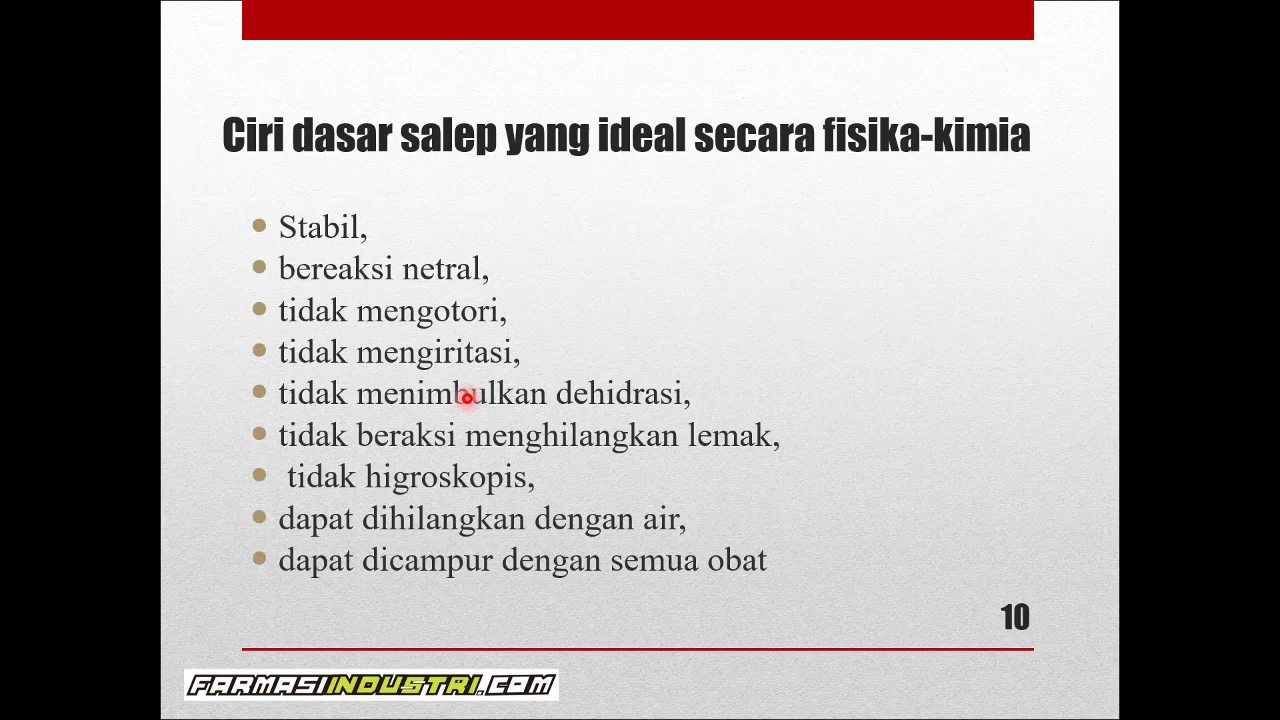 Ciri dasar salep yang ideal secara fisika-kimia
Stabil,
bereaksi netral,
tidak mengotori,
tidak mengiritasi,
tidak menimbulkan dehidrasi,
tidak beraksi menghilangkan lemak,
tidak higroskopis,
dapat dihilangkan dengan air,
dapat dicampur dengan semua obat
10
FARMASIINDUSTRI.COM